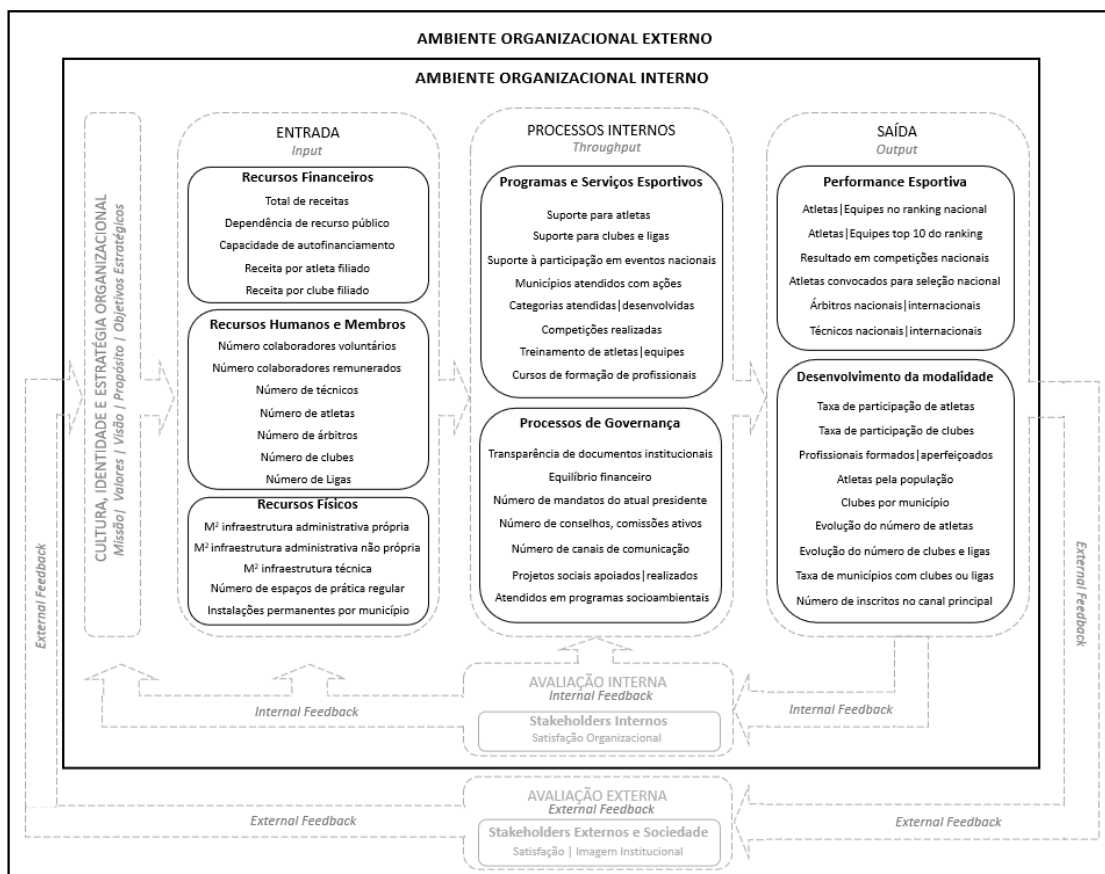 AMBIENTE ORGANIZACIONAL EXTERNO
AMBIENTE ORGANIZACIONAL INTERNO
CULTURA, IDENTIDADE E ESTRATÉGIA ORGANIZACIONAL
Missão| Valores| Visão| Propósito| Objetivos Estratégicos
ENTRADA
Input
Recursos Financeiros
Total de receitas
Dependência de recurso público
Capacidade de autofinanciamento
Receita por atleta filiado
Receita por clube filiado
Recursos Humanos e Membros
Número colaboradores voluntários
Número colaboradores remunerados
Número de técnicos
Número de atletas
Número de árbitros
Número de clubes
Número de Ligas
Recursos Físicos
M² infraestrutura administrativa própria
M² infraestrutura administrativa não própria
M² infraestrutura técnica
Número de espaços de prática regular
Instalações permanentes por município
PROCESSOS INTERNOS
Throughput
Programas e Serviços Esportivos
Suporte para atletas
Suporte para clubes e ligas
Suporte à participação em eventos nacionais
Municípios atendidos com ações
Categorias atendidas|desenvolvidas
Competições realizadas
Treinamento de atletas|equipes
Cursos de formação de profissionais
Processos de Governança
Transparência de documentos institucionais
Equilíbrio financeiro
Número de mandatos do atual presidente
Número de conselhos, comissões ativos
Número de canais de comunicação
Projetos sociais apoiados|realizados
Atendidos em programas socioambientais
SAÍDA
Output
Performance Esportiva
Atletas|Equipes no ranking nacional
Atletas|Equipes top 10 do ranking
Resultado em competições nacionais
Atletas convocados para seleção nacional
Árbitros nacionais|internacionais
Técnicos nacionais|internacionais
Desenvolvimento da modalidade
Taxa de participação de atletas
Taxa de participação de clubes
Profissionais formados|aperfeiçoados
Atletas pela população
Clubes por município
Evolução do número de atletas
Evolução do número de clubes e ligas
Taxa de municípios com clubes ou ligas
Número de inscritos no canal principal
External Feedback
External Feedback
AVALIAÇÃO INTERNA
Internal Feedback
Stakeholders Internos
Satisfação Organizacional
Internal Feedback
Internal Feedback
AVALIAÇÃO EXTERNA
External Feedback
Stakeholders Externos e Sociedade
Satisfação | Imagem Institucional
External Feedback
External Feedback